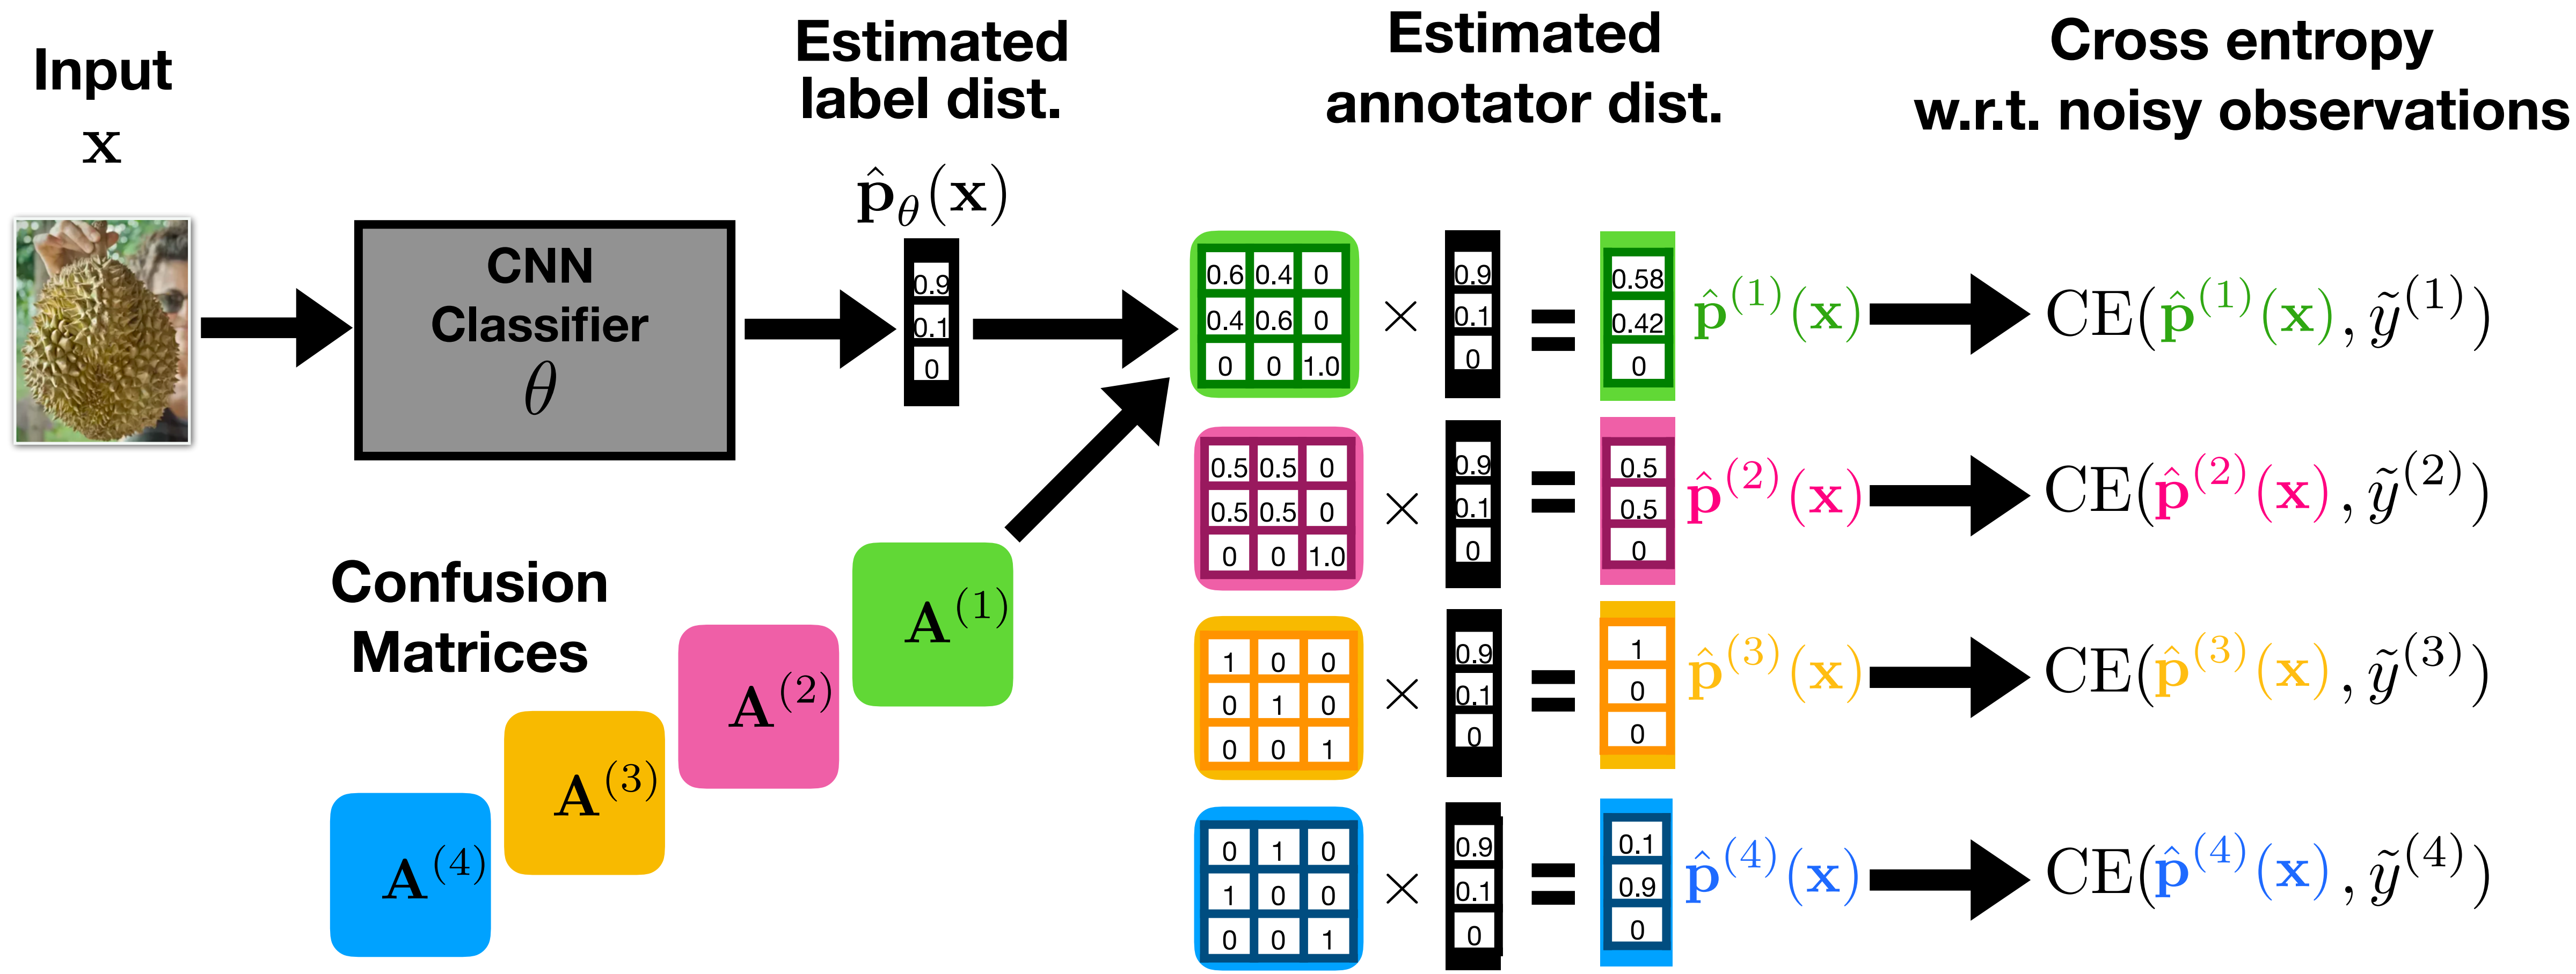 Input
x
Estimated
label dist.
Estimated
annotator dist.
Cross entropy
w.r.t. noisy observations
p̂_θ(x)
CNN
Classifier
θ
0.9
0.1
0
0.6 0.4 0
0.4 0.6 0
0 0 1.0
×
0.9
0.1
0
=
0.58
0.42
0
p̂^(1)(x)
CE(p̂^(1)(x), ỹ^(1))
0.5 0.5 0
0.5 0.5 0
0 0 1.0
×
0.9
0.1
0
=
0.5
0.5
0
p̂^(2)(x)
CE(p̂^(2)(x), ỹ^(2))
1 0 0
0 1 0
0 0 1
×
0.9
0.1
0
=
1
0
0
p̂^(3)(x)
CE(p̂^(3)(x), ỹ^(3))
0 1 0
1 0 0
0 0 1
×
0.9
0.1
0
=
0.1
0.9
0
p̂^(4)(x)
CE(p̂^(4)(x), ỹ^(4))
Confusion
Matrices
A^(1)
A^(2)
A^(3)
A^(4)